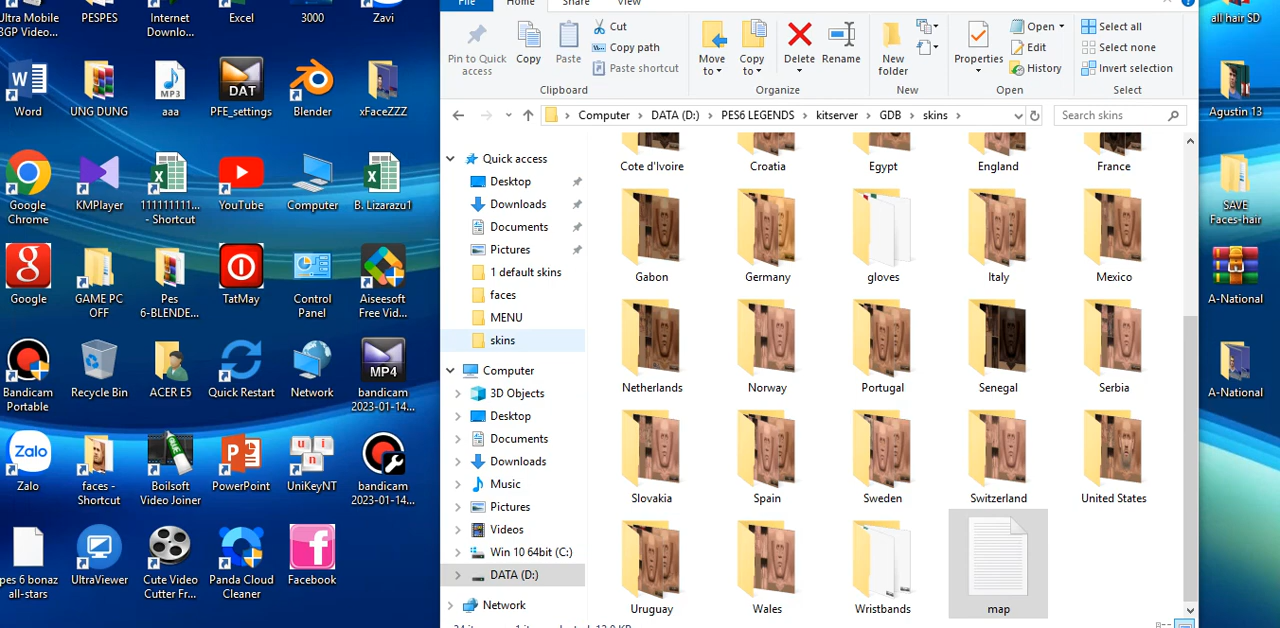 Ultra Mobile
3GP Video...
PESPES
Internet
Downlo...
Excel
3000
Zavi
Word
UNG DUNG
MP3
aaa
DAT
PFE_settings
Blender
xFaceZZZ
Google
Chrome
KMPlayer
111111111...
- Shortcut
YouTube
Computer
B. Lizarazu1
Google
GAME PC
OFF
Pes
6-BLENDE...
TatMay
Control
Panel
Aiseesoft
Free Vid...
Bandicam
Portable
Recycle Bin
ACER E5
Quick Restart
Network
MP4
bandicam
2023-01-14...
Zalo
Zalo
faces -
Shortcut
Boilsoft
Video Joiner
PowerPoint
UniKeyNT
bandicam
2023-01-14...
pes 6 bonaz
all-stars
UltraViewer
Cute Video
Cutter Fr...
Panda Cloud
Cleaner
Facebook
File
Home
Share
View
Pin to Quick
access
Copy
Paste
Cut
Copy path
Paste shortcut
Clipboard
Move
to
Copy
to
Delete
Rename
Organize
New
folder
New
Properties
Open
Edit
History
Open
Select all
Select none
Invert selection
Select
Computer > DATA (D:) > PES6 LEGENDS > kitserver > GDB > skins >
Search skins
Quick access
Desktop
Downloads
Documents
Pictures
1 default skins
faces
MENU
skins
Computer
3D Objects
Desktop
Documents
Downloads
Music
Pictures
Videos
Win 10 64bit (C:)
DATA (D:)
Network
Cote d'Ivoire
Croatia
Egypt
England
France
Gabon
Germany
gloves
Italy
Mexico
Netherlands
Norway
Portugal
Senegal
Serbia
Slovakia
Spain
Sweden
Switzerland
United States
Uruguay
Wales
Wristbands
map
all hair SD
Agustin 13
SAVE
Faces-hair
A-National
A-National